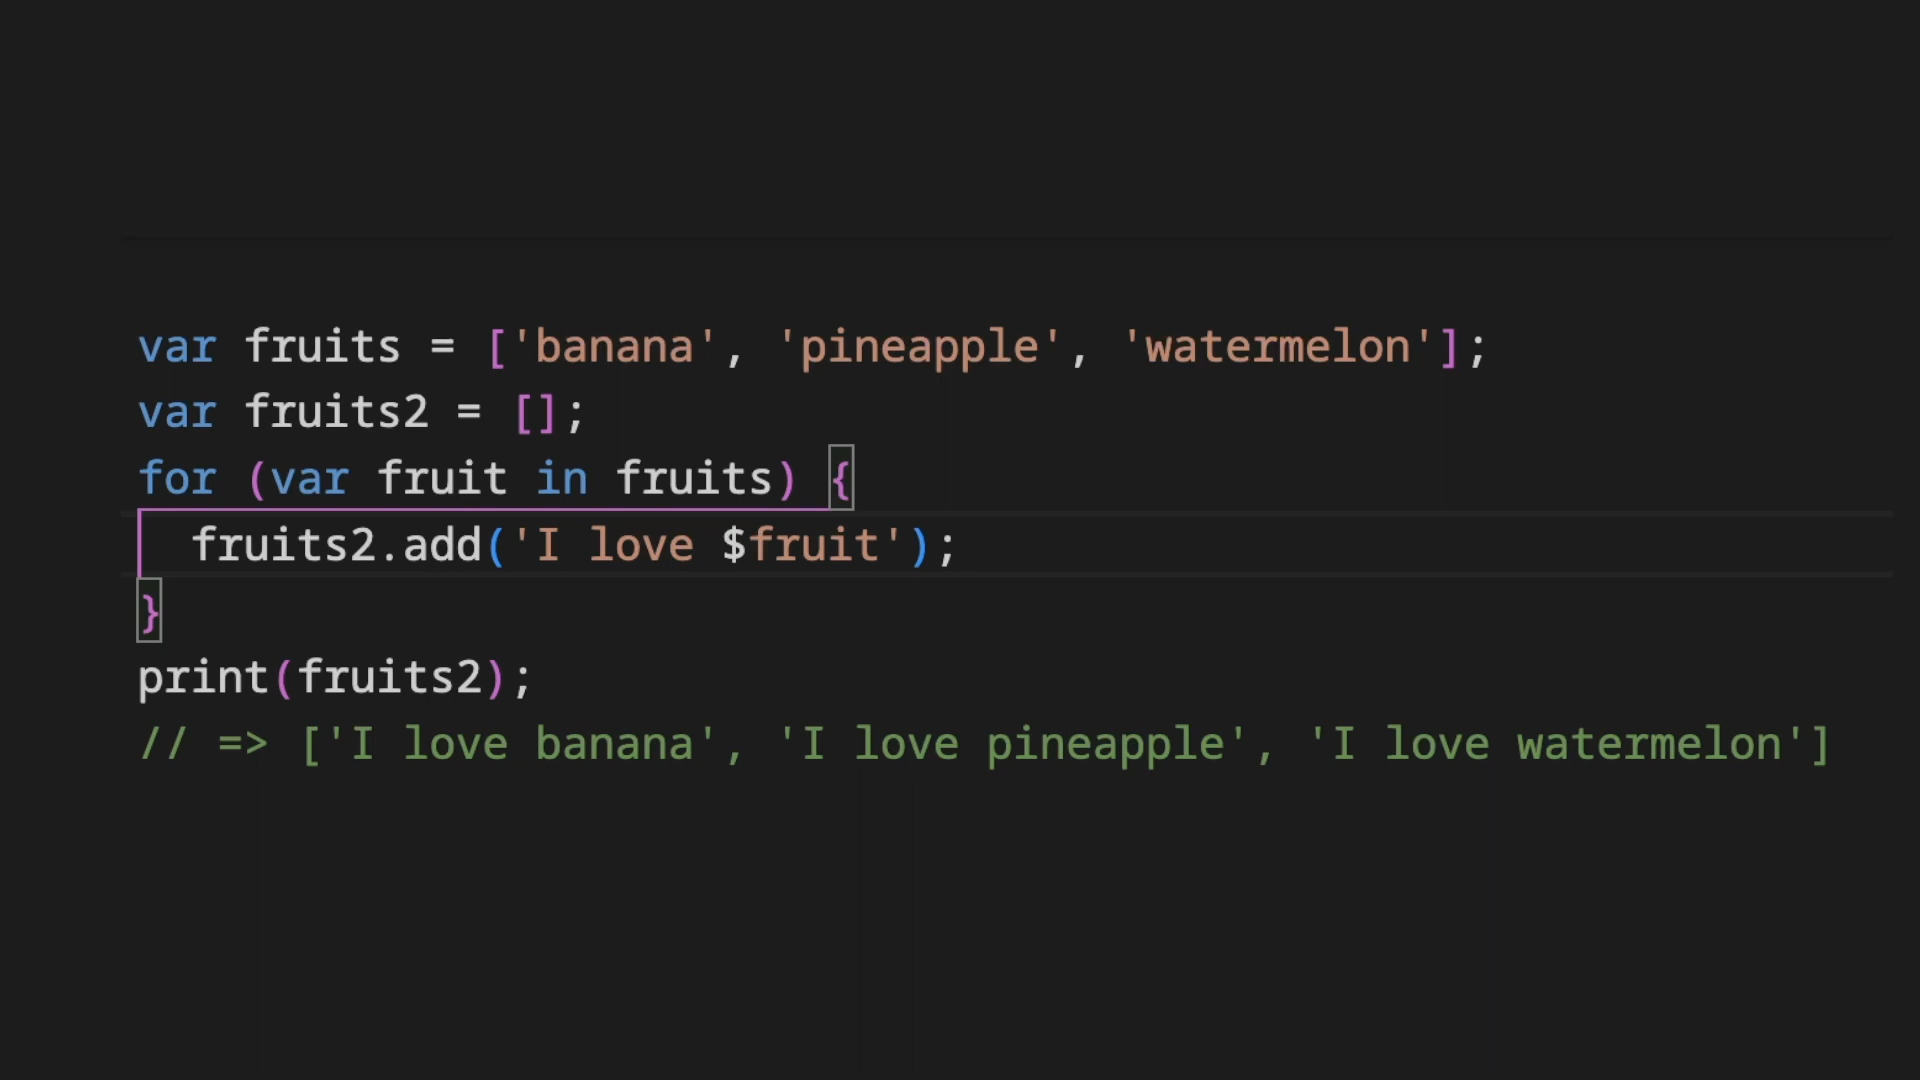 var fruits = ['banana', 'pineapple', 'watermelon'];
var fruits2 = [];
for (var fruit in fruits) {
  fruits2.add('I love $fruit');
}
print(fruits2);
// => ['I love banana', 'I love pineapple', 'I love watermelon']